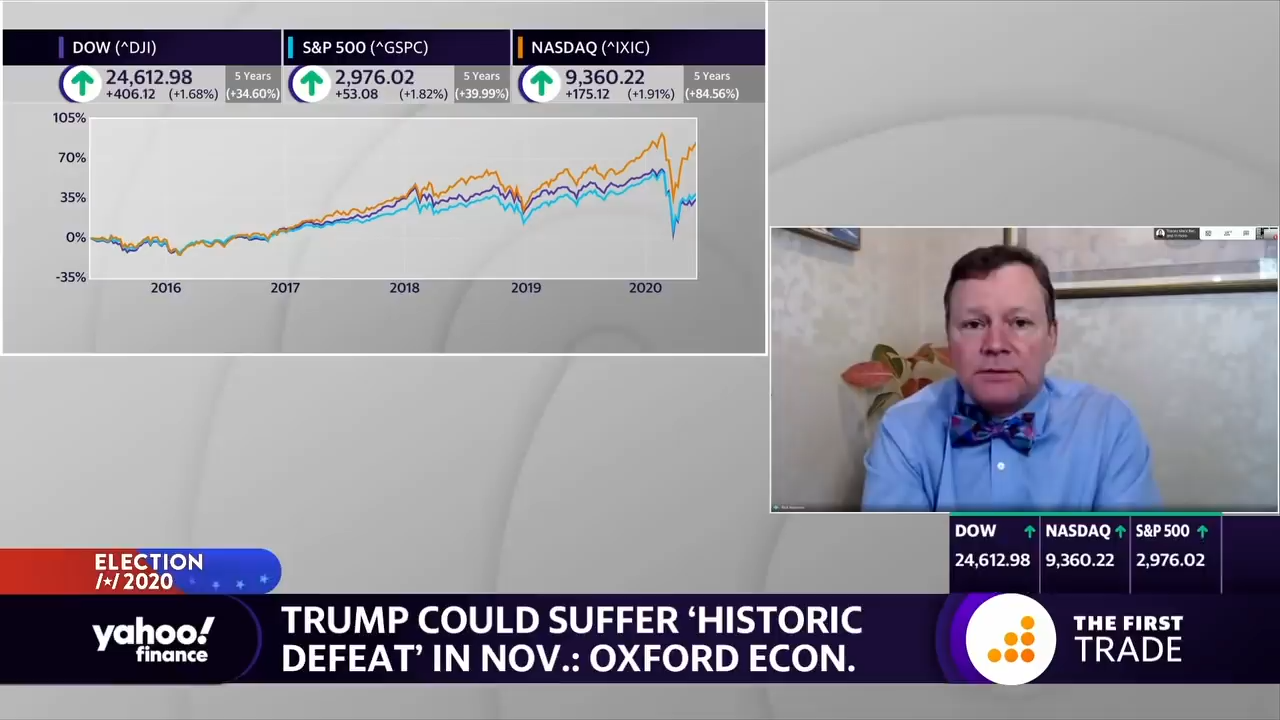 DOW (^DJI)
24,612.98
+406.12 (+1.68%)
5 Years
(+34.60%)
S&P 500 (^GSPC)
2,976.02
+53.08 (+1.82%)
5 Years
(+39.99%)
NASDAQ (^IXIC)
9,360.22
+175.12 (+1.91%)
5 Years
(+84.56%)
105%
70%
35%
0%
-35%
2016 2017 2018 2019 2020
DOW NASDAQ S&P 500
24,612.98 9,360.22 2,976.02
ELECTION
/★/ 2020
yahoo!
finance
TRUMP COULD SUFFER ‘HISTORIC
DEFEAT’ IN NOV.: OXFORD ECON.
THE FIRST
TRADE